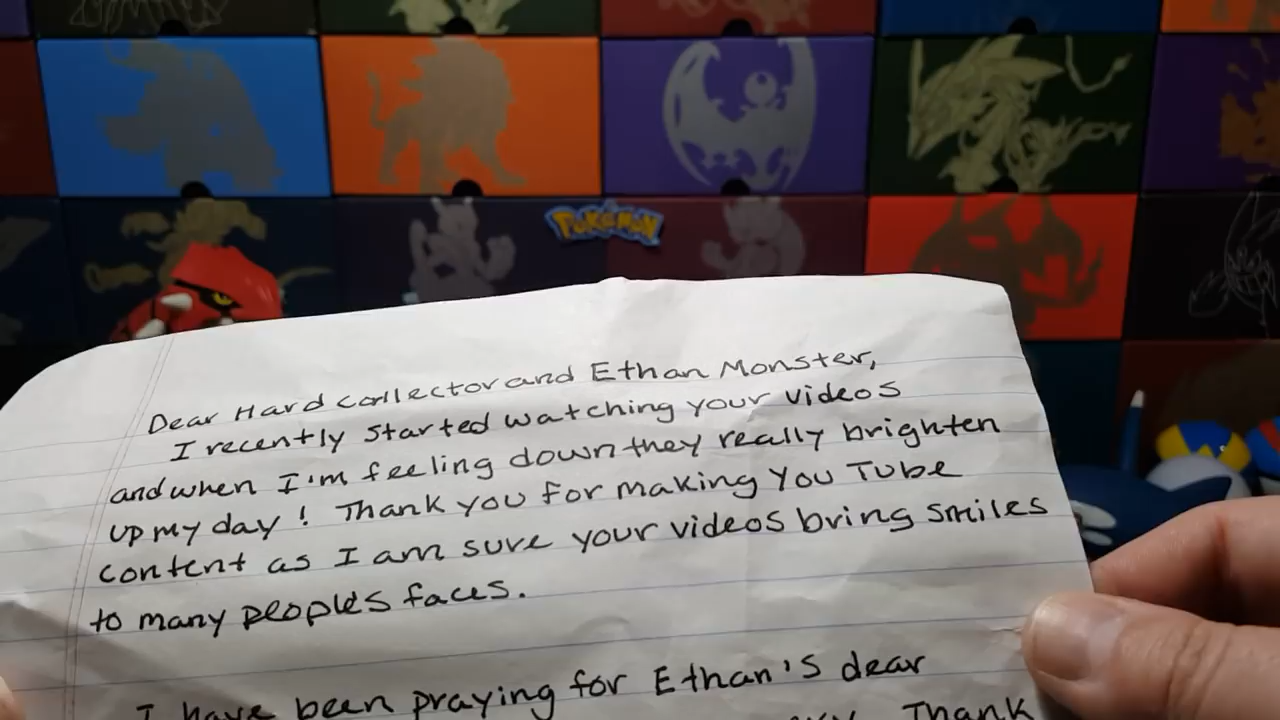 POKÉMON
Dear Hard collector and Ethan Monster,
I recently started watching your videos
and when I'm feeling down they really brighten
up my day! Thank you for making You Tube
content as I am sure your videos bring smiles
to many people's faces.
I have been praying for Ethan's dear
Thank